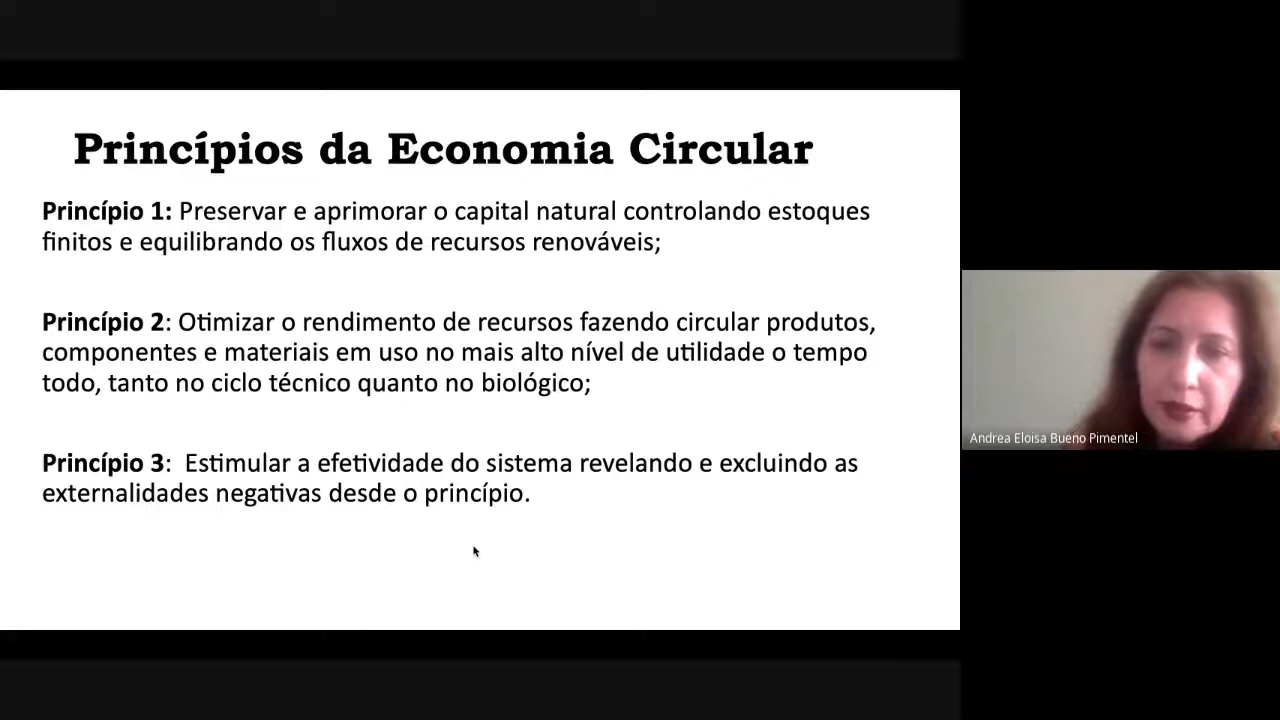 Princípios da Economia Circular
Princípio 1: Preservar e aprimorar o capital natural controlando estoques
finitos e equilibrando os fluxos de recursos renováveis;
Princípio 2: Otimizar o rendimento de recursos fazendo circular produtos,
componentes e materiais em uso no mais alto nível de utilidade o tempo
todo, tanto no ciclo técnico quanto no biológico;
Princípio 3:  Estimular a efetividade do sistema revelando e excluindo as
externalidades negativas desde o princípio.
Andrea Eloisa Bueno Pimentel